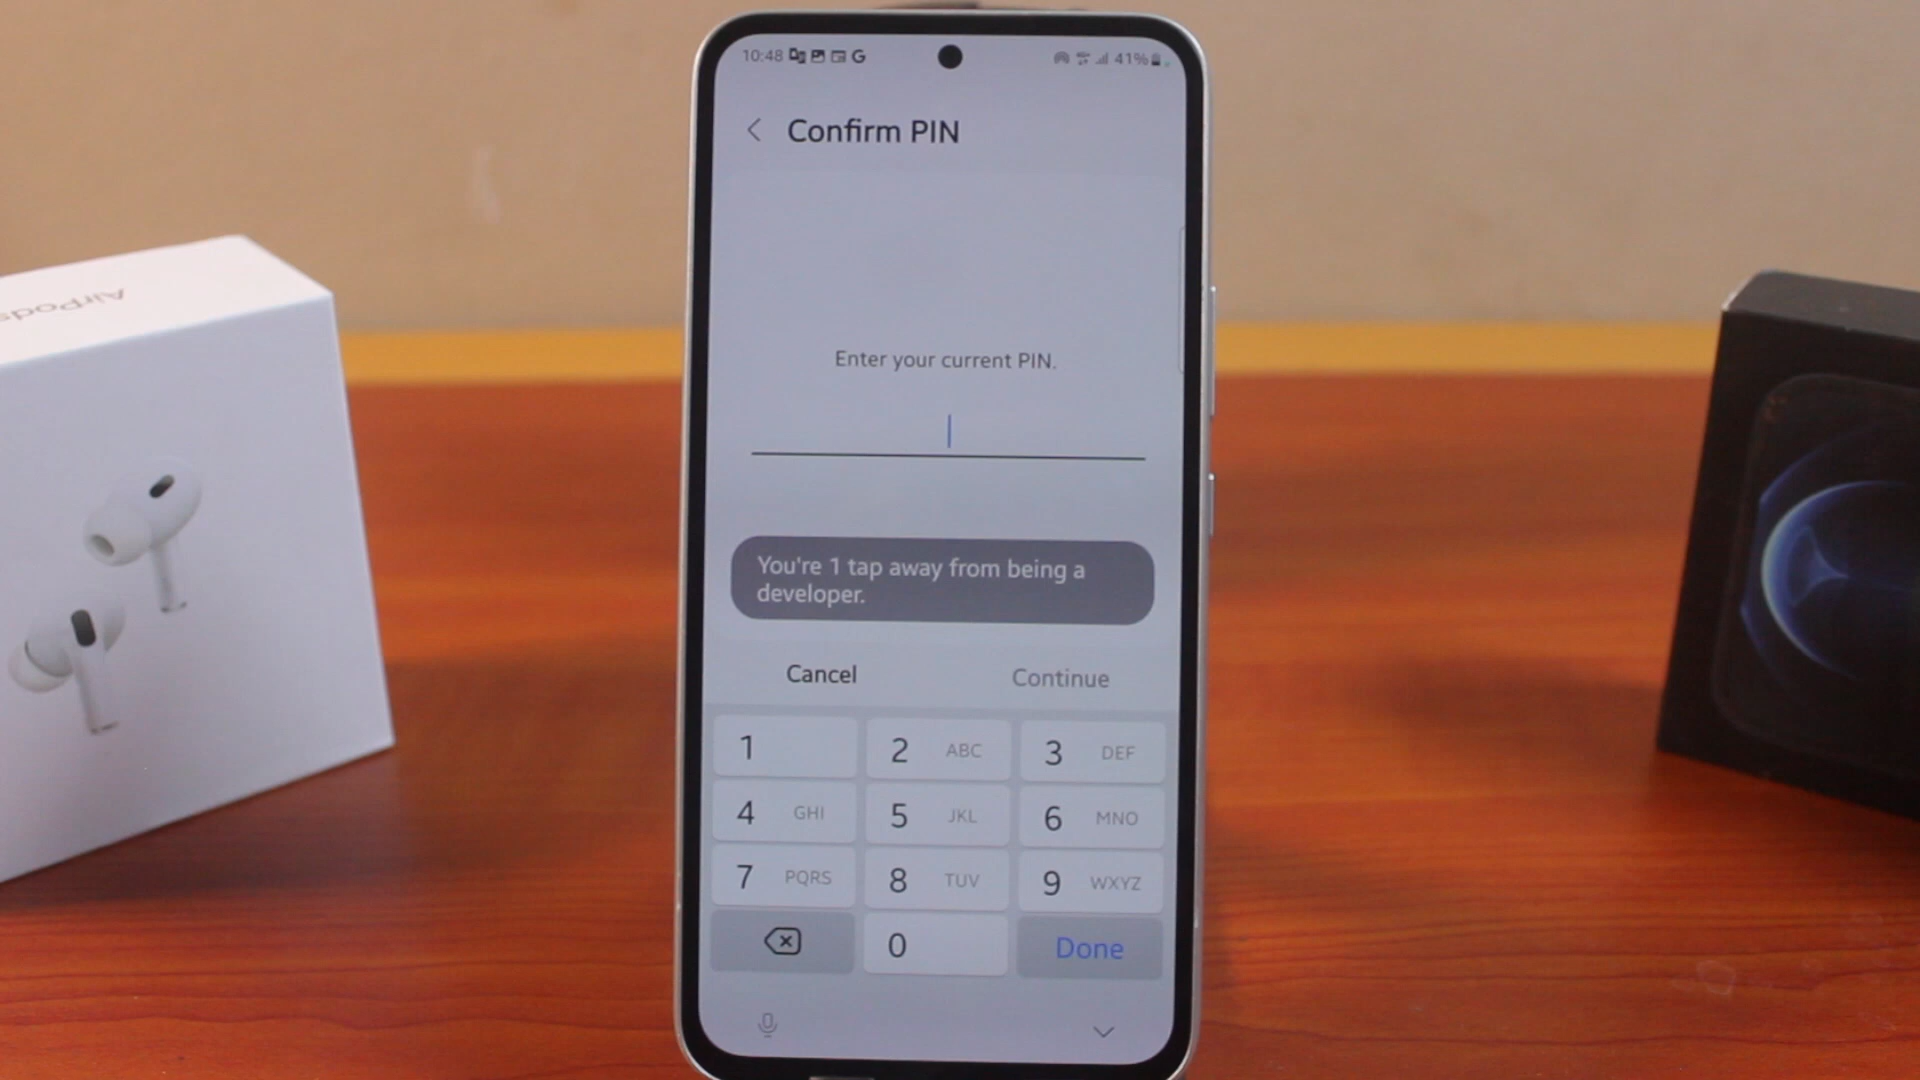 10:48 G 41%
Confirm PIN
AirPods
Enter your current PIN.
You're 1 tap away from being a
developer.
Cancel Continue
1 2 ABC 3 DEF
4 GHI 5 JKL 6 MNO
7 PQRS 8 TUV 9 WXYZ
0 Done